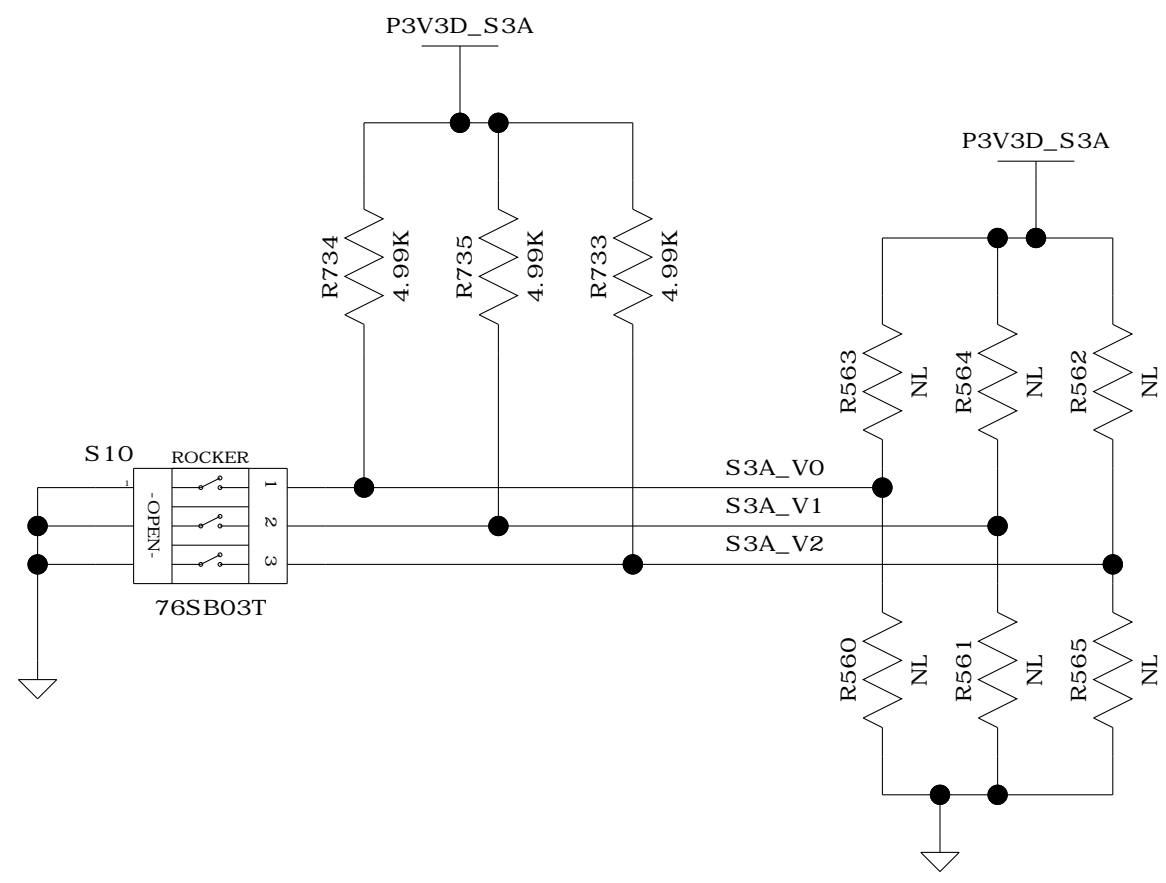 P3V3D_S3A
P3V3D_S3A
R734
4.99K
R735
4.99K
R733
4.99K
R563
NL
R564
NL
R562
NL
S10
ROCKER
1
-OPEN-
1
2
3
76SB03T
S3A_V0
S3A_V1
S3A_V2
R560
NL
R561
NL
R565
NL